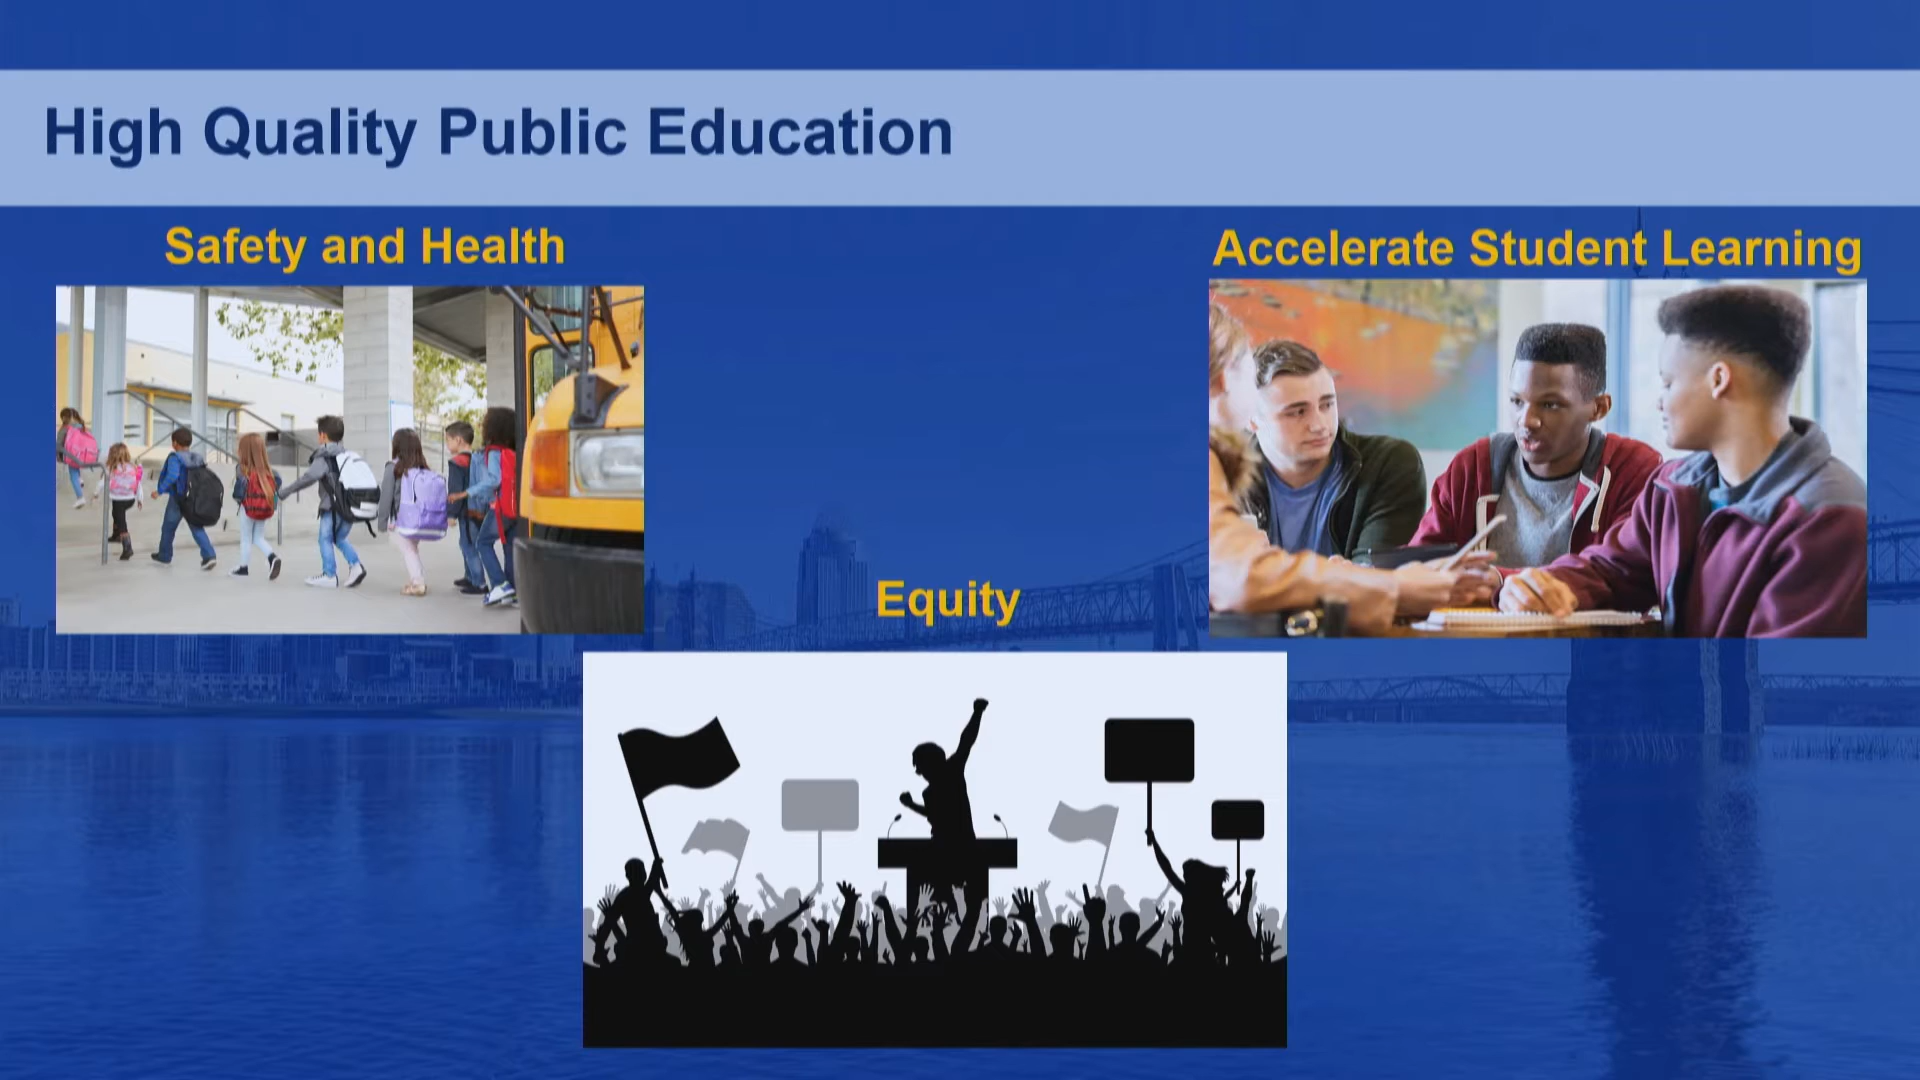 High Quality Public Education
Safety and Health
Accelerate Student Learning
Equity